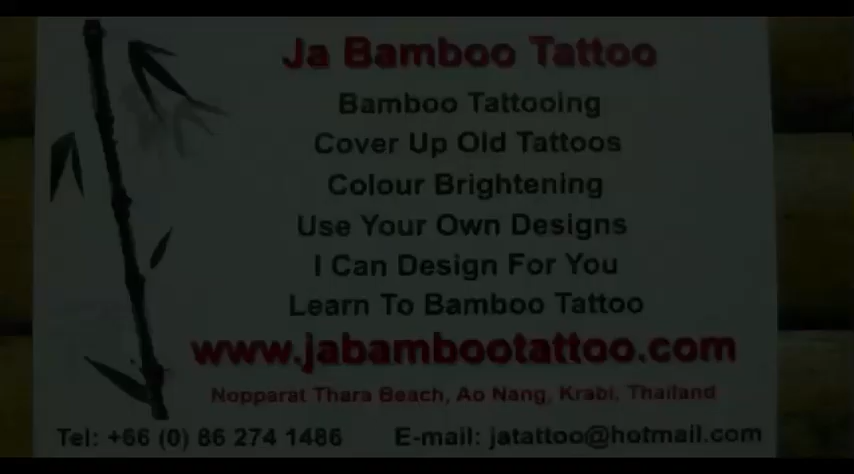 Ja Bamboo Tattoo
Bamboo Tattooing
Cover Up Old Tattoos
Colour Brightening
Use Your Own Designs
I Can Design For You
Learn To Bamboo Tattoo
www.jabambootattoo.com
Nopparat Thara Beach, Ao Nang, Krabi, Thailand
Tel: +66 (0) 86 274 1486 E-mail: jatattoo@hotmail.com